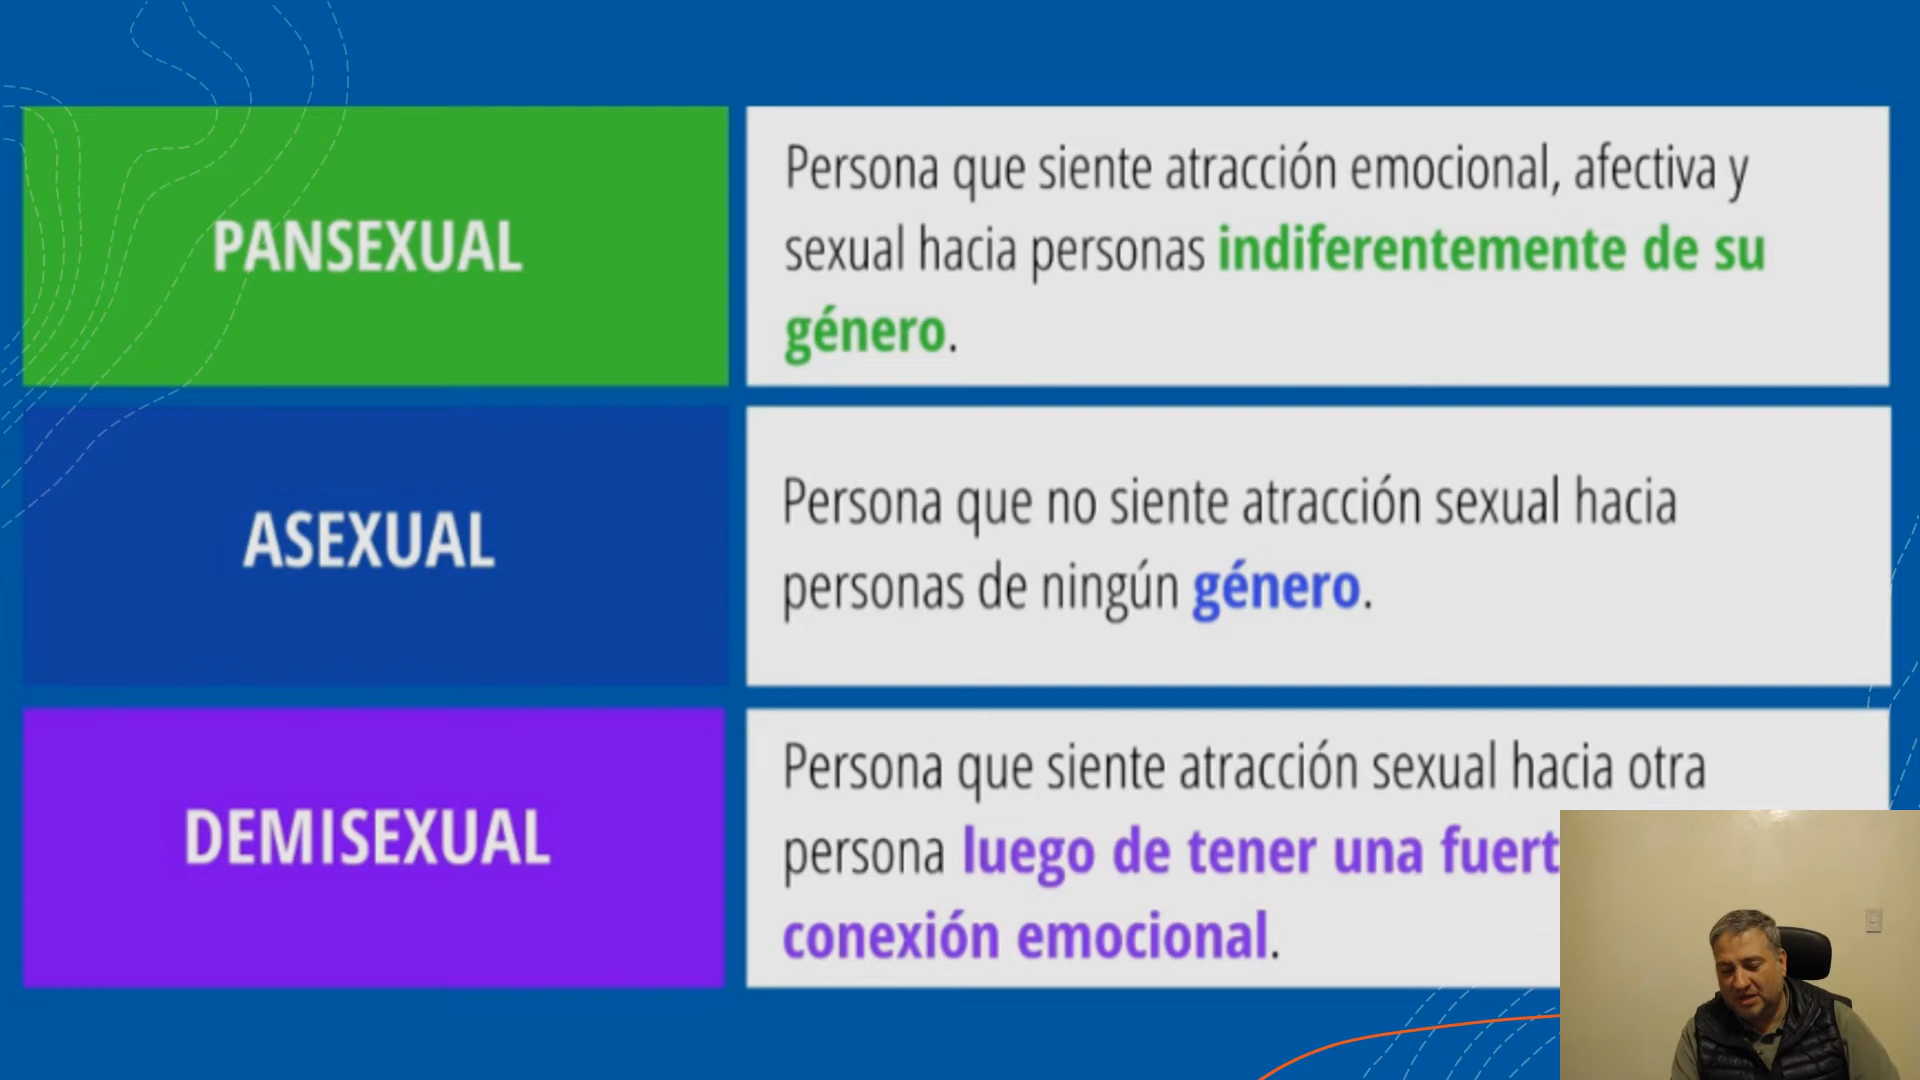 PANSEXUAL
Persona que siente atracción emocional, afectiva y
sexual hacia personas indiferentemente de su
género.
ASEXUAL
Persona que no siente atracción sexual hacia
personas de ningún género.
DEMISEXUAL
Persona que siente atracción sexual hacia otra
persona luego de tener una fuert
conexión emocional.